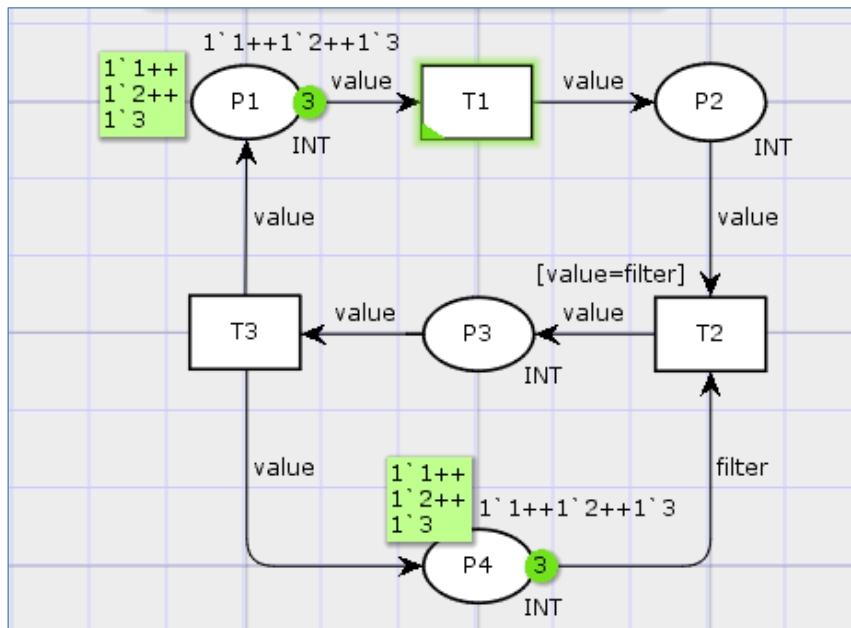 1`1++1`2++1`3
1`1++
1`2++
1`3
P1
3
value
T1
value
P2
INT
INT
value
value
[value=filter]
T3
value
P3
value
T2
INT
value
filter
1`1++
1`2++
1`3
1`1++1`2++1`3
P4
3
INT